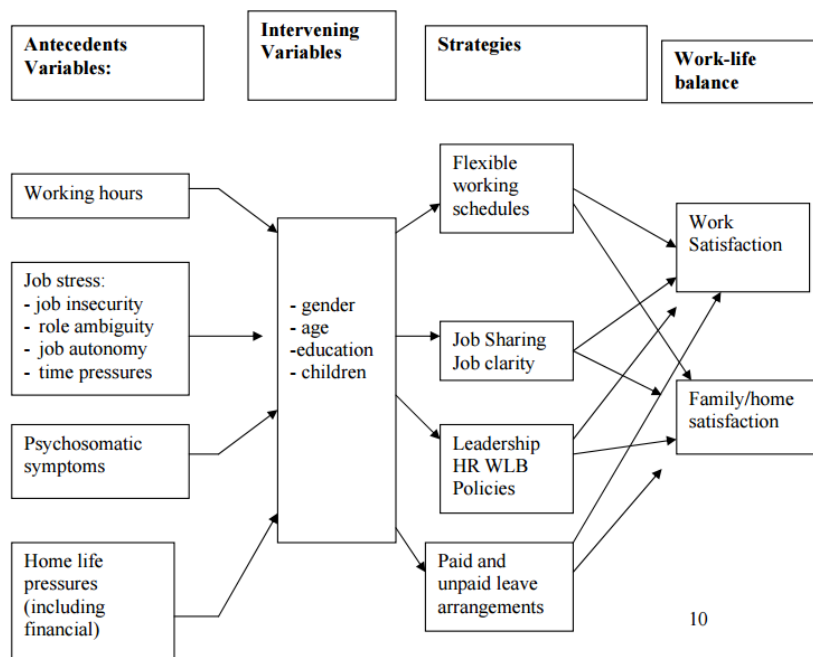 Antecedents
Variables:
Intervening
Variables
Strategies
Work-life
balance
Working hours
Job stress:
- job insecurity
- role ambiguity
- job autonomy
- time pressures
Psychosomatic
symptoms
Home life
pressures
(including
financial)
- gender
- age
-education
- children
Flexible
working
schedules
Job Sharing
Job clarity
Leadership
HR WLB
Policies
Paid and
unpaid leave
arrangements
Work
Satisfaction
Family/home
satisfaction
10